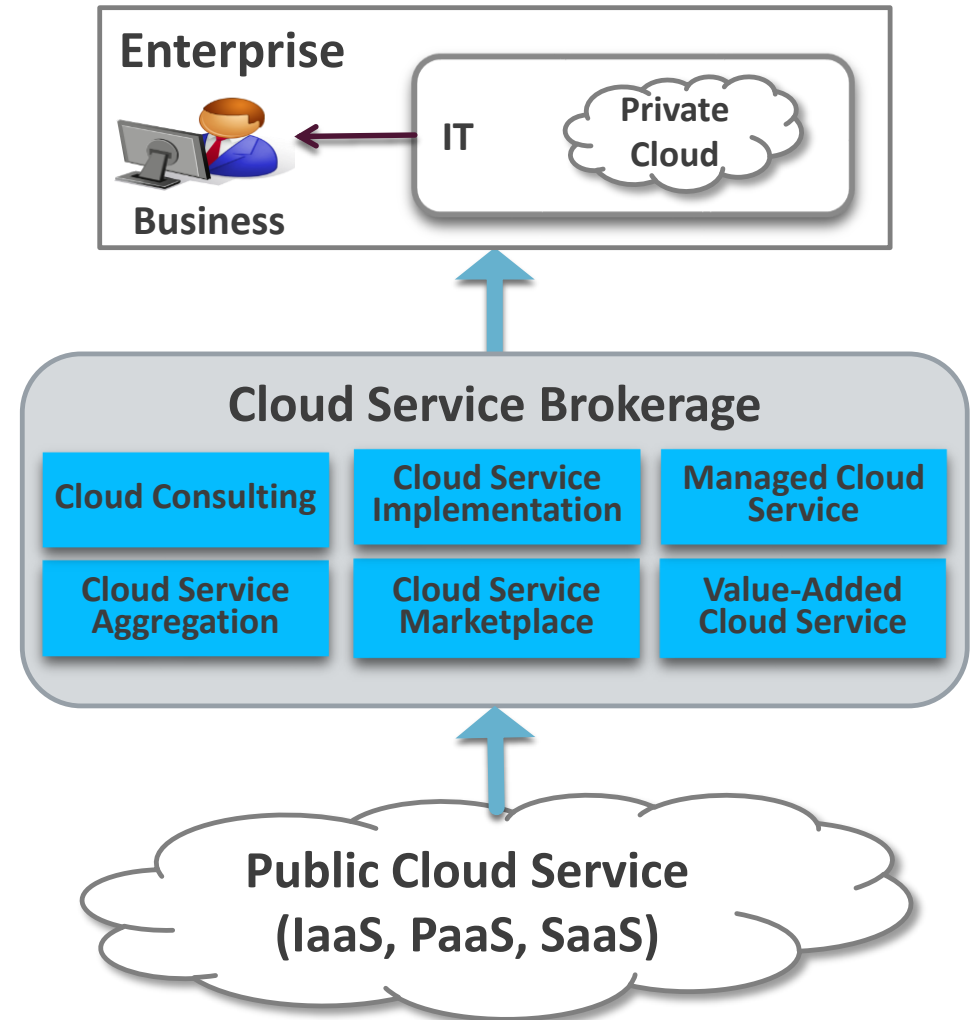 Enterprise
IT
Private
Cloud
Business
Cloud Service Brokerage
Cloud Consulting
Cloud Service
Implementation
Managed Cloud
Service
Cloud Service
Aggregation
Cloud Service
Marketplace
Value-Added
Cloud Service
Public Cloud Service
(IaaS, PaaS, SaaS)